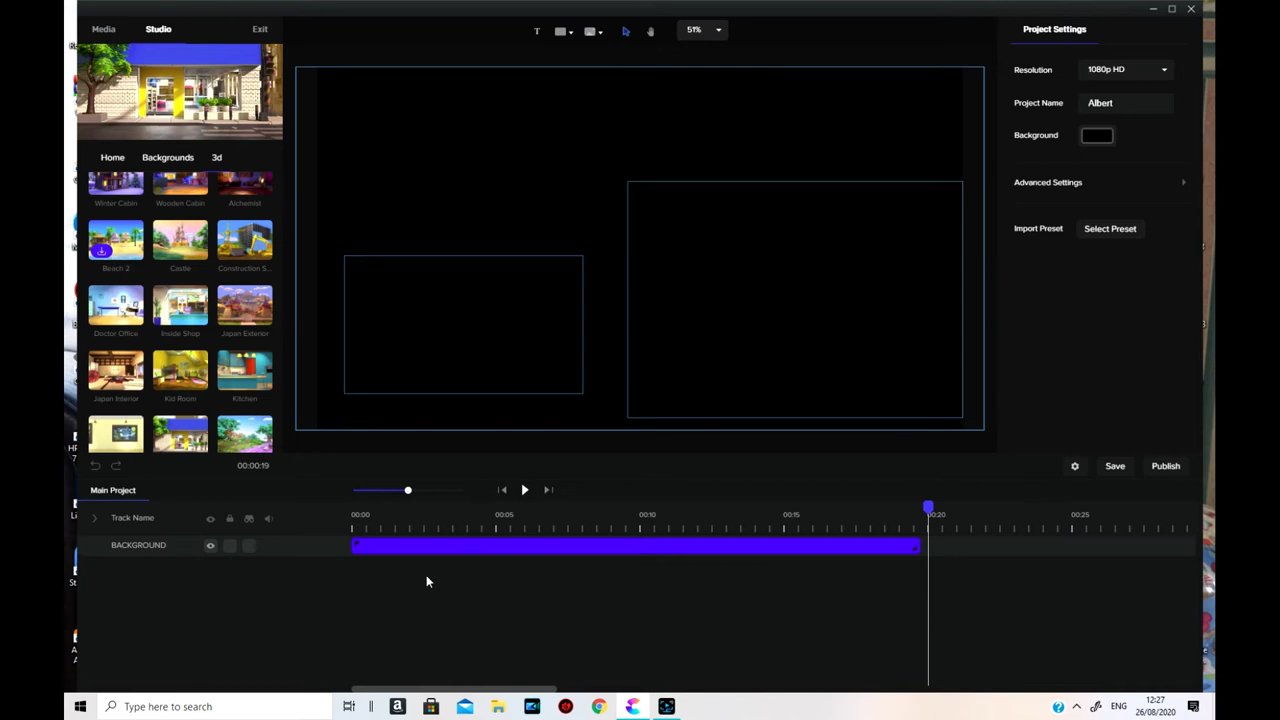 Media Studio Exit
T 51%
Project Settings
Resolution 1080p HD
Project Name Albert
Background
Advanced Settings
Import Preset Select Preset
Home Backgrounds 3d
Winter Cabin Wooden Cabin Alchemist
Beach 2 Castle Construction S...
Doctor Office Inside Shop Japan Exterior
Japan Interior Kid Room Kitchen
00:00:19
Save Publish
Main Project
Track Name 00:00 00:05 00:10 00:15 00:20 00:25
BACKGROUND
Type here to search
12:27
26/08/2020